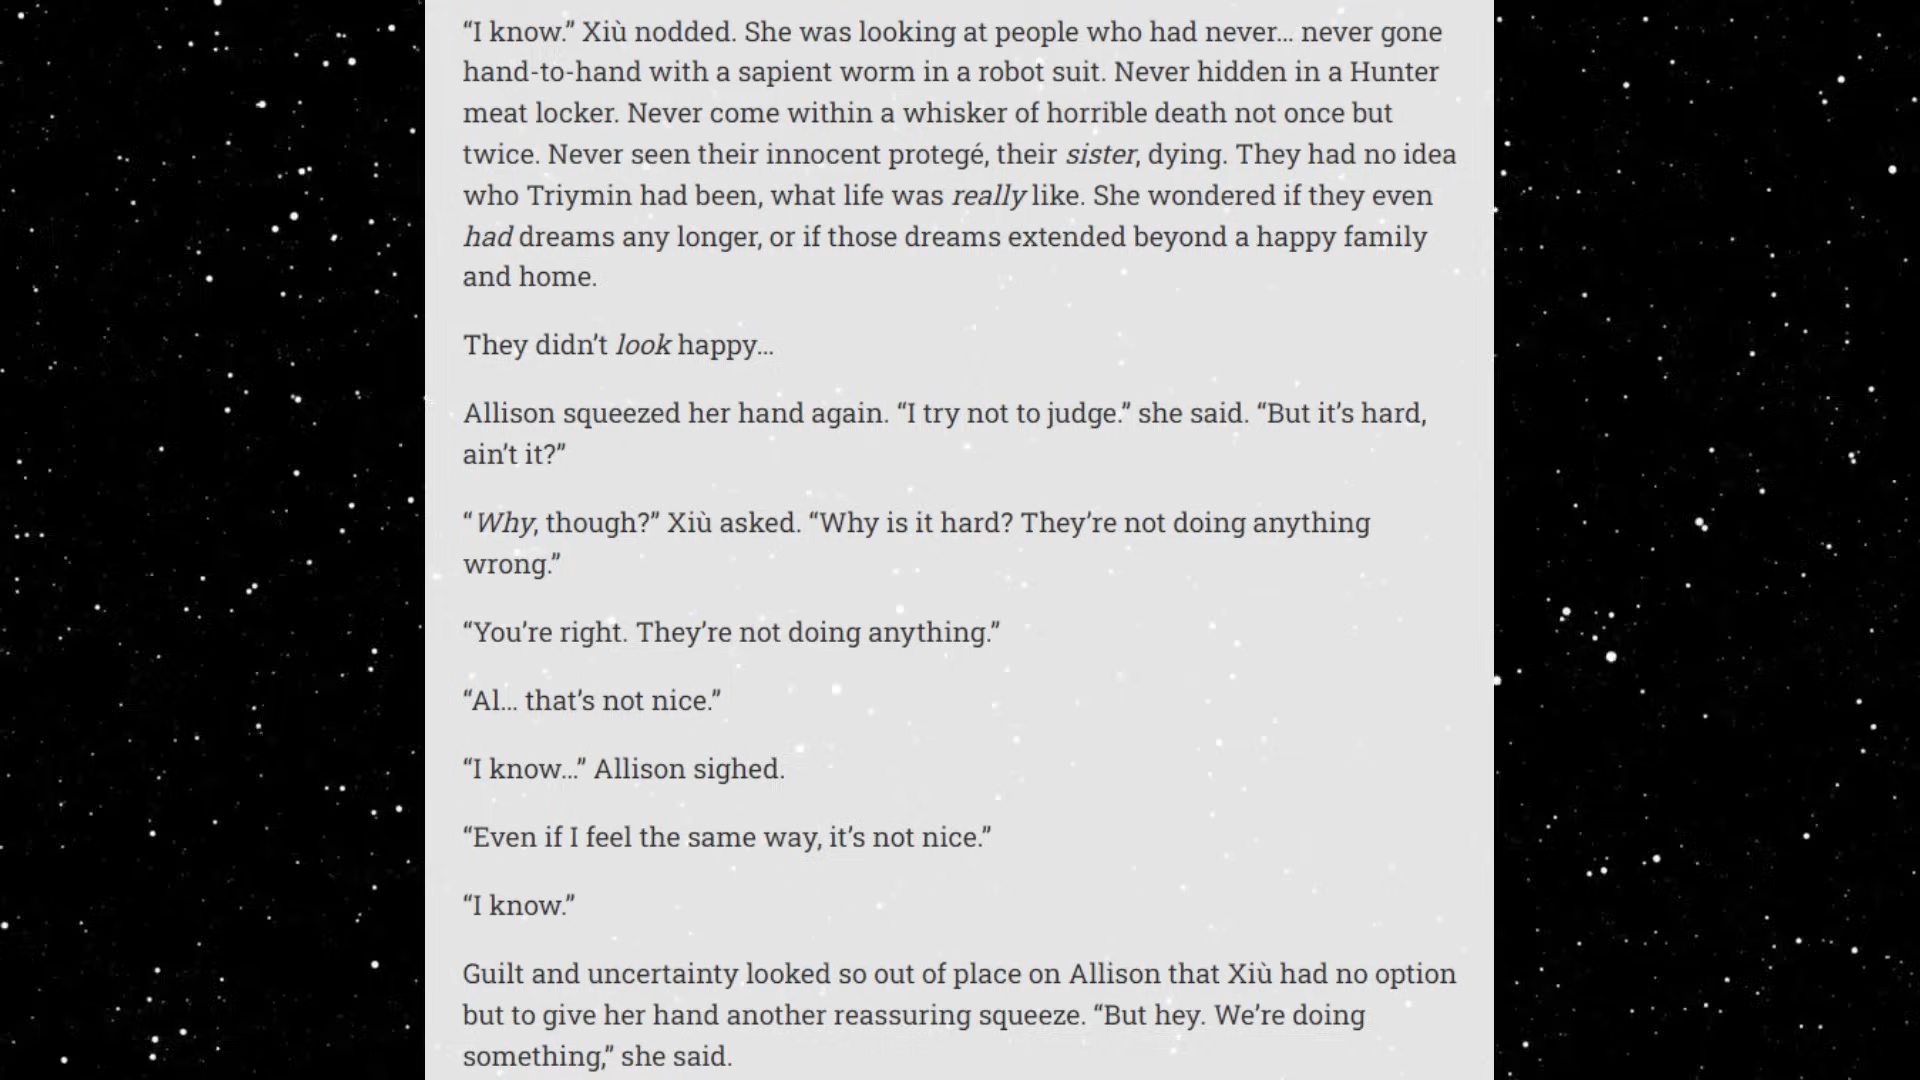 “I know.” Xiù nodded. She was looking at people who had never… never gone
hand-to-hand with a sapient worm in a robot suit. Never hidden in a Hunter
meat locker. Never come within a whisker of horrible death not once but
twice. Never seen their innocent protegé, their sister, dying. They had no idea
who Triymin had been, what life was really like. She wondered if they even
had dreams any longer, or if those dreams extended beyond a happy family
and home.
They didn’t look happy…
Allison squeezed her hand again. “I try not to judge.” she said. “But it’s hard,
ain’t it?”
“Why, though?” Xiù asked. “Why is it hard? They’re not doing anything
wrong.”
“You’re right. They’re not doing anything.”
“Al… that’s not nice.”
“I know…” Allison sighed.
“Even if I feel the same way, it’s not nice.”
“I know.”
Guilt and uncertainty looked so out of place on Allison that Xiù had no option
but to give her hand another reassuring squeeze. “But hey. We’re doing
something,” she said.